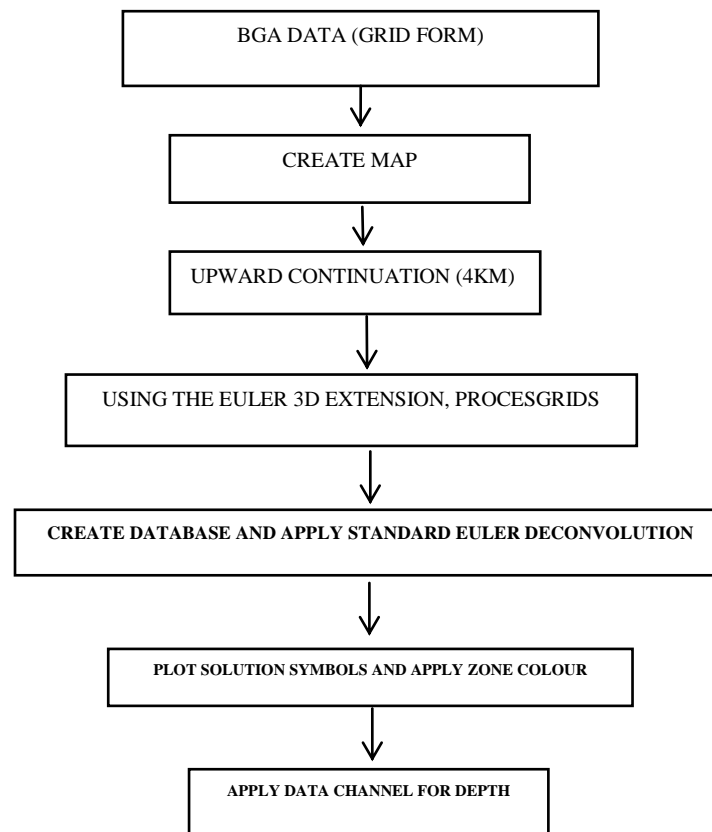 BGA DATA (GRID FORM)
CREATE MAP
UPWARD CONTINUATION (4KM)
USING THE EULER 3D EXTENSION, PROCESGRIDS
CREATE DATABASE AND APPLY STANDARD EULER DECONVOLUTION
PLOT SOLUTION SYMBOLS AND APPLY ZONE COLOUR
APPLY DATA CHANNEL FOR DEPTH